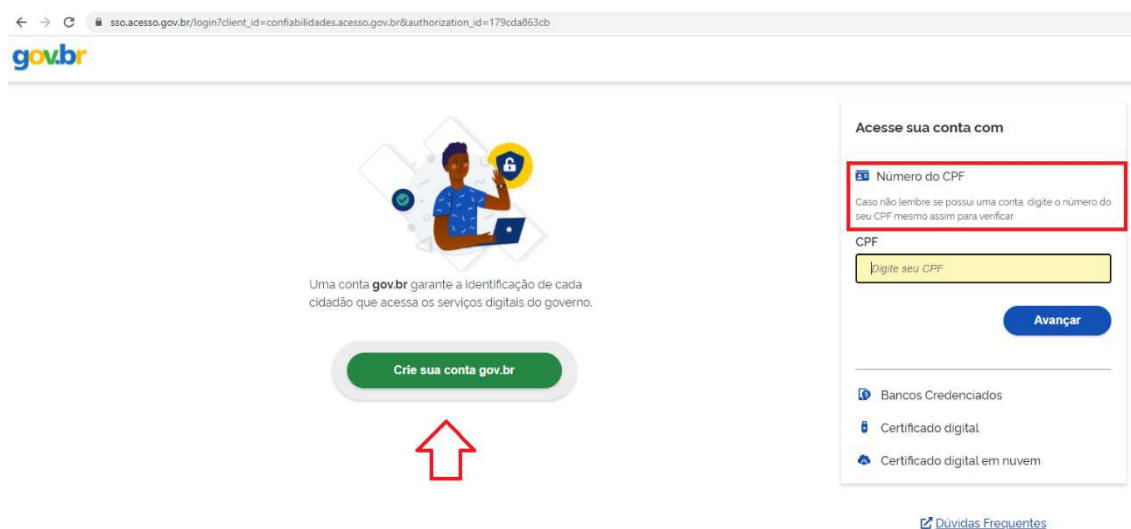 sso.acesso.gov.br/login?client_id=confiabilidades.acesso.gov.br&authorization_id=179cda863cb
gov.br
Uma conta gov.br garante a identificação de cada
cidadão que acessa os serviços digitais do governo.
Crie sua conta gov.br
Acesse sua conta com
Número do CPF
Caso não lembre se possui uma conta, digite o número do
seu CPF mesmo assim para verificar.
CPF
Digite seu CPF
Avançar
Bancos Credenciados
Certificado digital
Certificado digital em nuvem
Dúvidas Frequentes